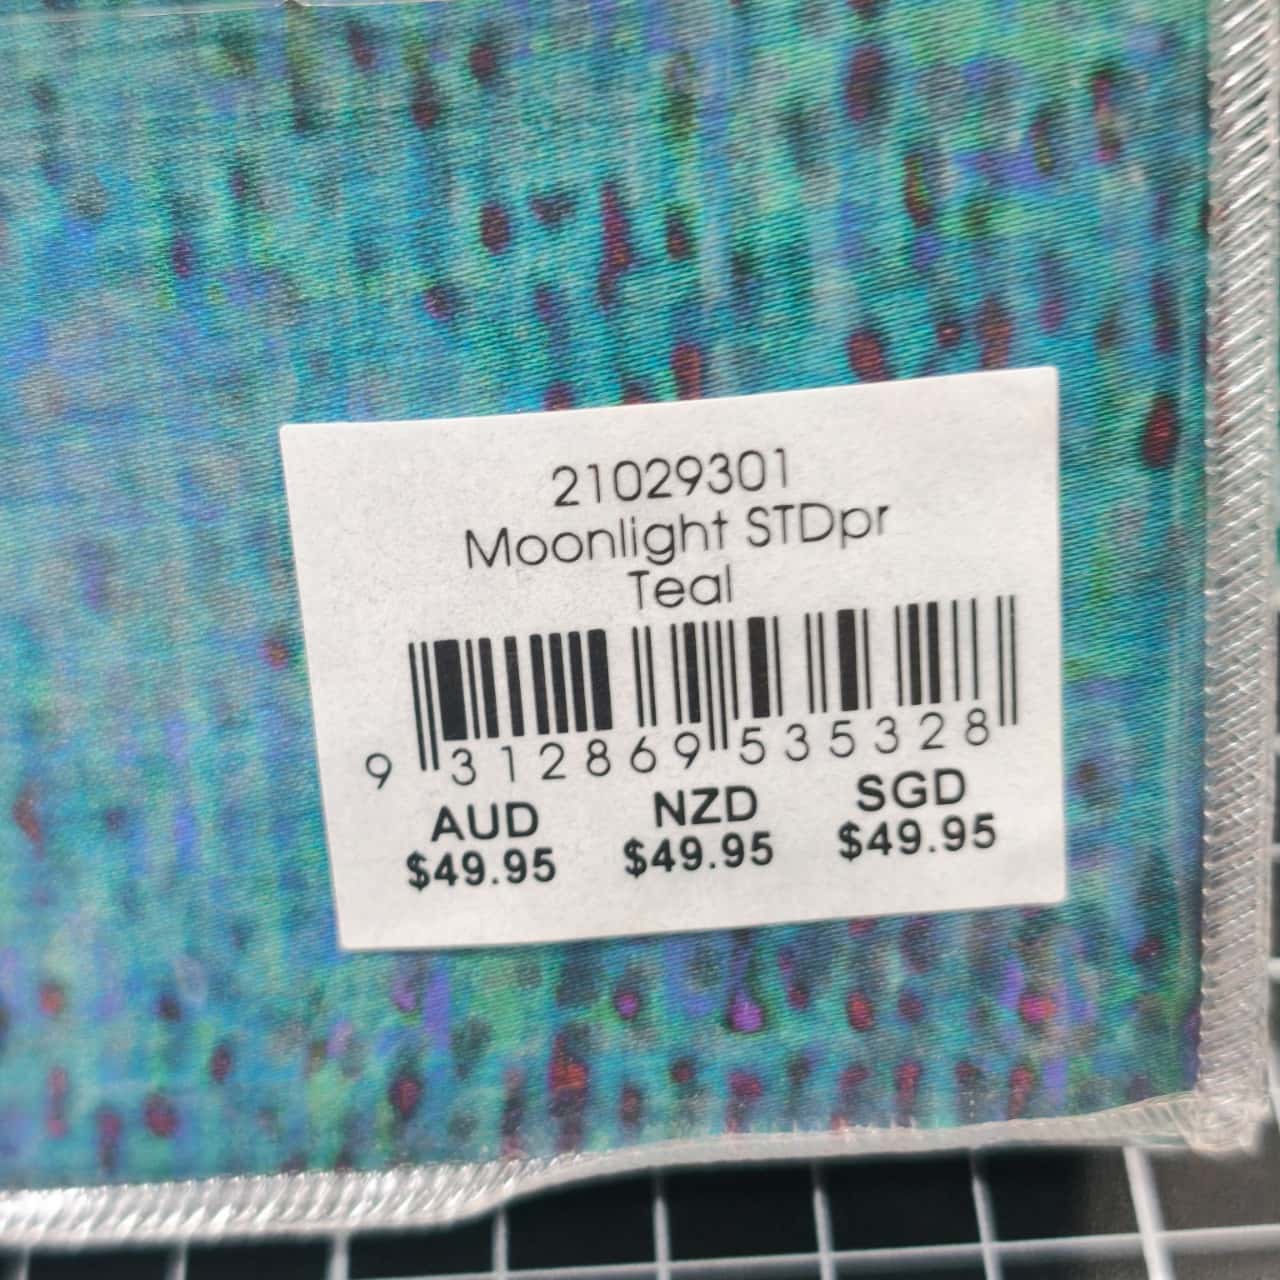 21029301
Moonlight STDpr
Teal
9 312869 535328
AUD NZD SGD
$49.95 $49.95 $49.95